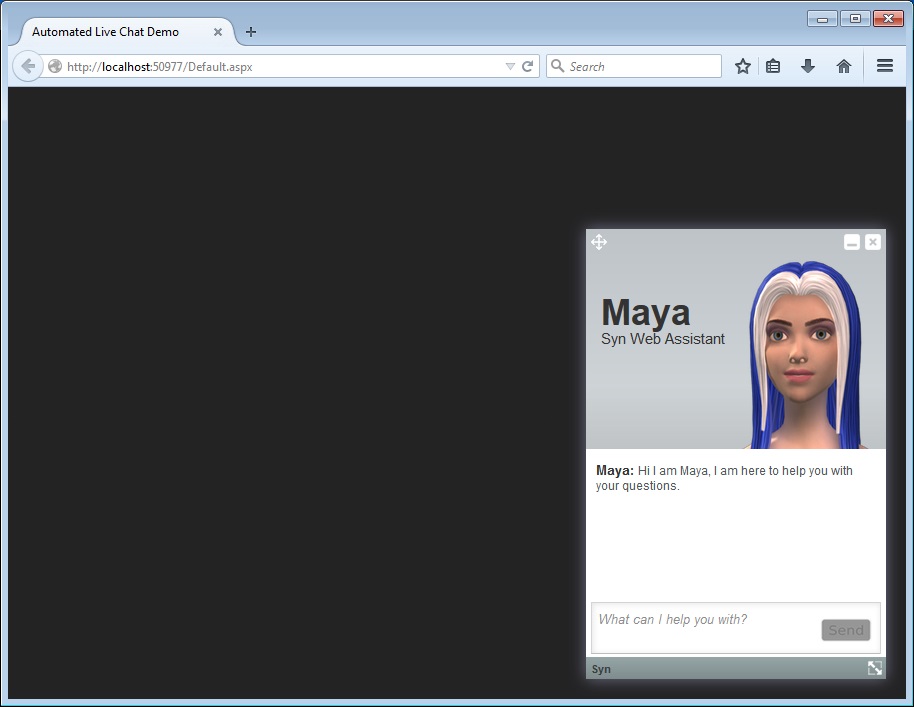 Automated Live Chat Demo
http://localhost:50977/Default.aspx
Search
Maya
Syn Web Assistant
Maya: Hi I am Maya, I am here to help you with
your questions.
What can I help you with?
Send
Syn